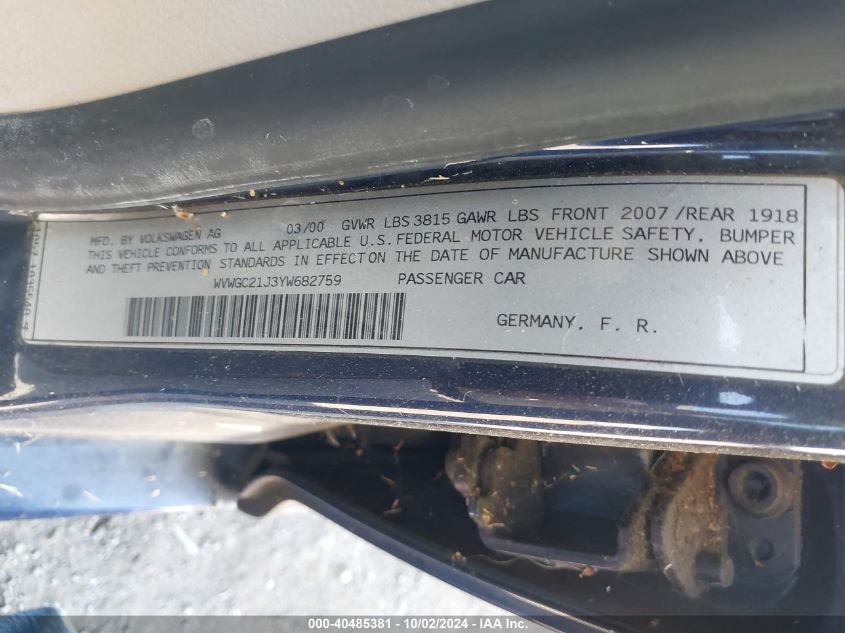 MFD. BY VOLKSWAGEN AG 03/00 GVWR LBS 3815 GAWR LBS FRONT 2007 /REAR 1918
THIS VEHICLE CONFORMS TO ALL APPLICABLE U.S. FEDERAL MOTOR VEHICLE SAFETY, BUMPER
AND THEFT PREVENTION STANDARDS IN EFFECT ON THE DATE OF MANUFACTURE SHOWN ABOVE
WVWGC21J3YW682759 PASSENGER CAR
GERMANY, F. R.
000-40485381 - 10/02/2024 - IAA Inc.